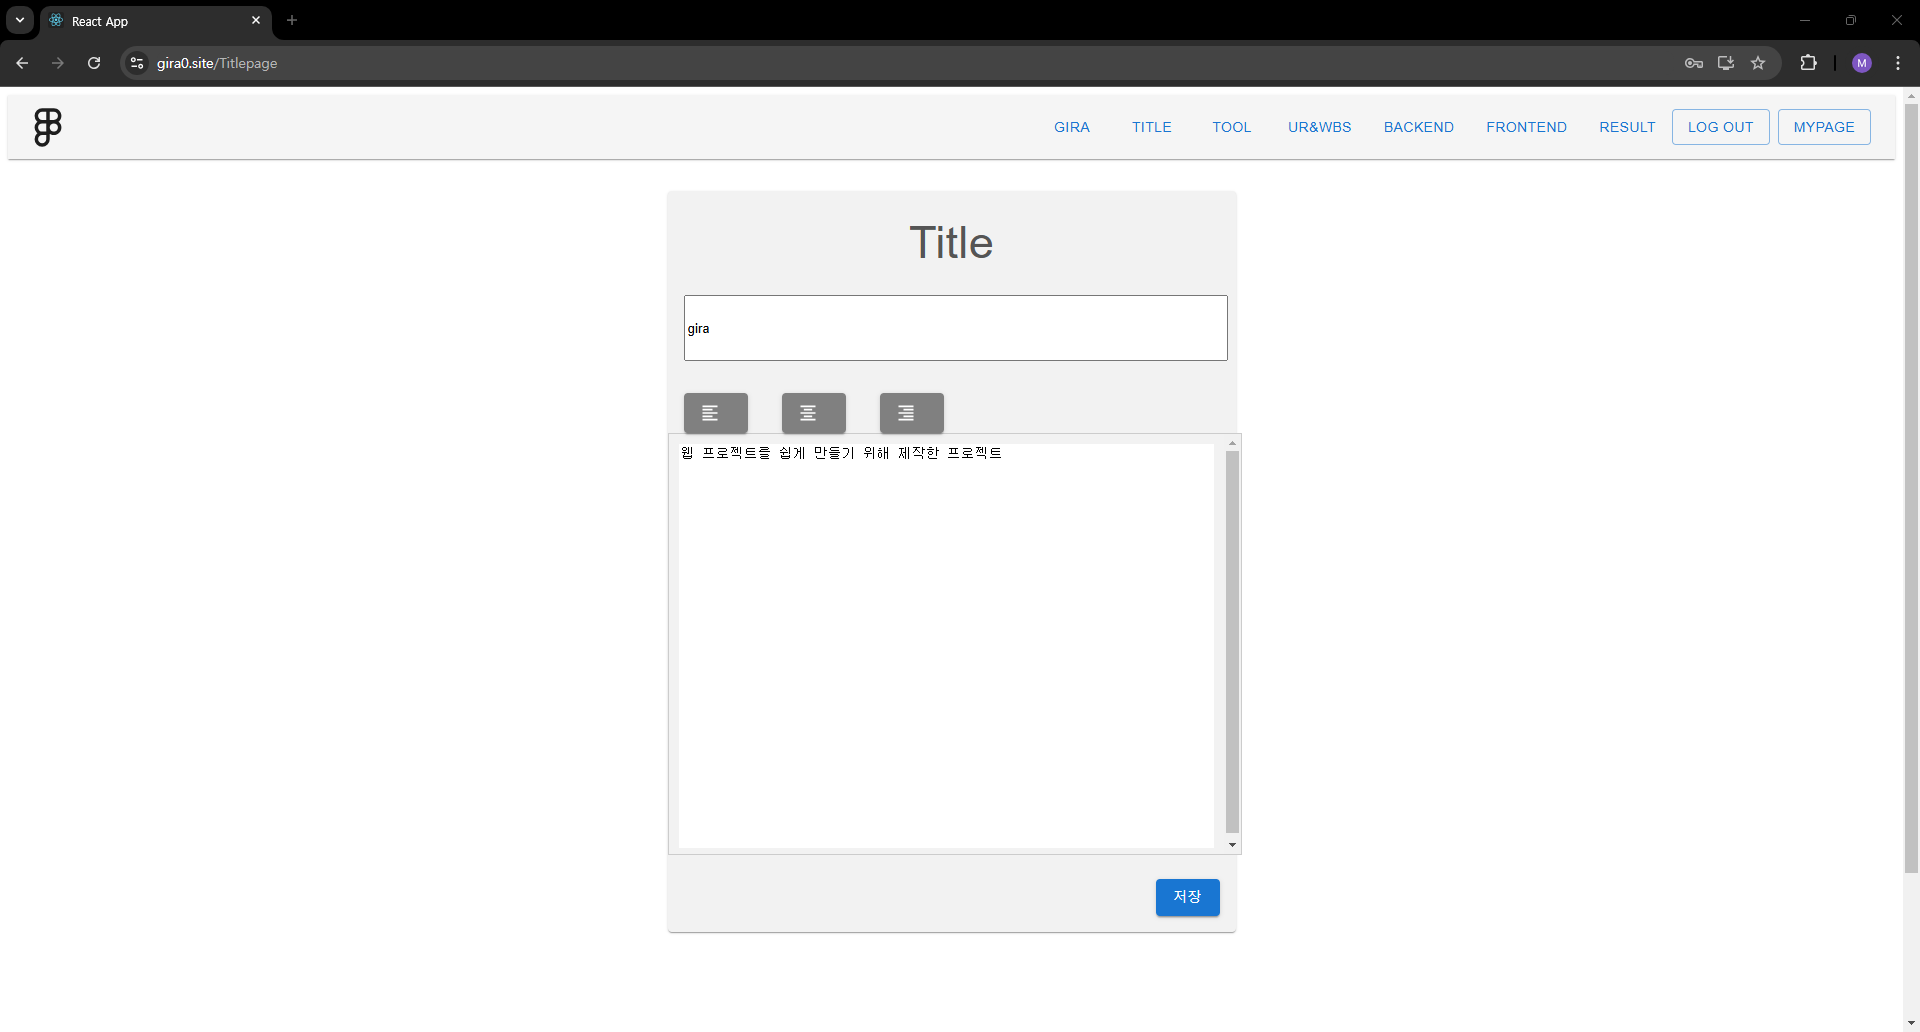 React App
gira0.site/Titlepage
M
GIRA TITLE TOOL UR&WBS BACKEND FRONTEND RESULT LOG OUT MYPAGE
Title
gira
웹 프로젝트를 쉽게 만들기 위해 제작한 프로젝트
저장